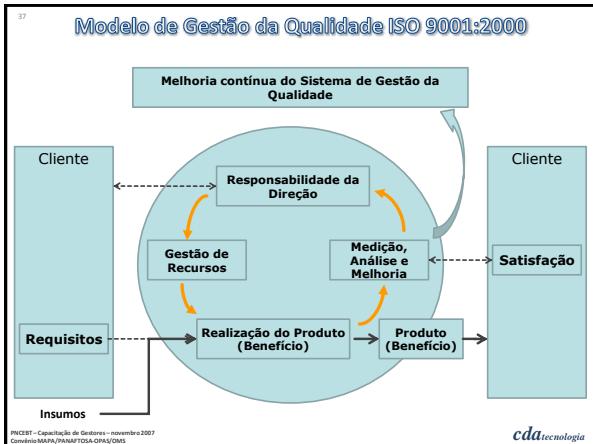 37
Modelo de Gestão da Qualidade ISO 9001:2000
Melhoria contínua do Sistema de Gestão da
Qualidade
Cliente
Cliente
Responsabilidade da
Direção
Gestão de
Recursos
Medição,
Análise e
Melhoria
Satisfação
Requisitos
Realização do Produto
(Benefício)
Produto
(Benefício)
Insumos
PNCEBT – Capacitação de Gestores – novembro 2007
Convênio MAPA/PANAFTOSA-OPAS/OMS
cda tecnologia